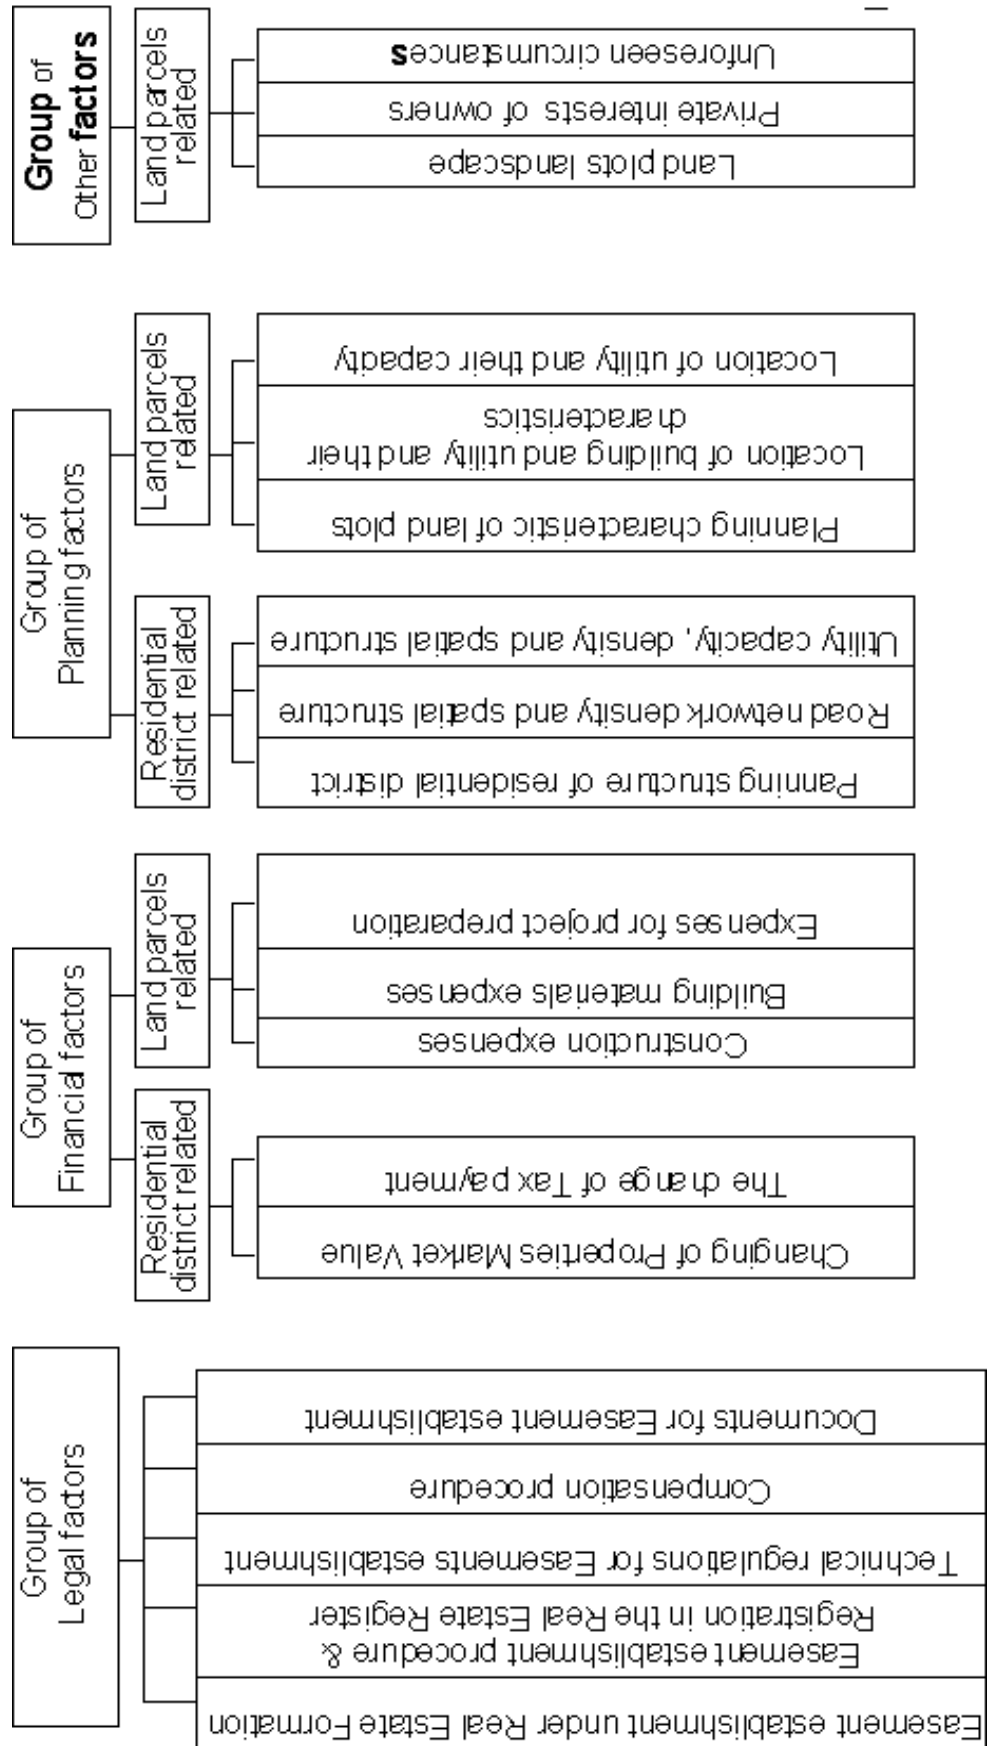 Group of
Legal factors
Easement establishment under Real Estate Formation
Easement establishment procedure &
Registration in the Real Estate Register
Technical regulations for Easements establishment
Compensation procedure
Documents for Easement establishment
Group of
Financial factors
Residential
district related
Changing of Properties Market Value
The change of Tax payment
Land parcels
related
Construction expenses
Building materials expenses
Expenses for project preparation
Group of
Planning factors
Residential
district related
Panning structure of residential district
Road network density and spatial structure
Utility capacity, density and spatial structure
Land parcels
related
Planning characteristic of land plots
Location of building and utility and their
characteristics
Location of utility and their capacity
Group of
Other factors
Land parcels
related
Land plots landscape
Private interests of owners
Unforeseen circumstances